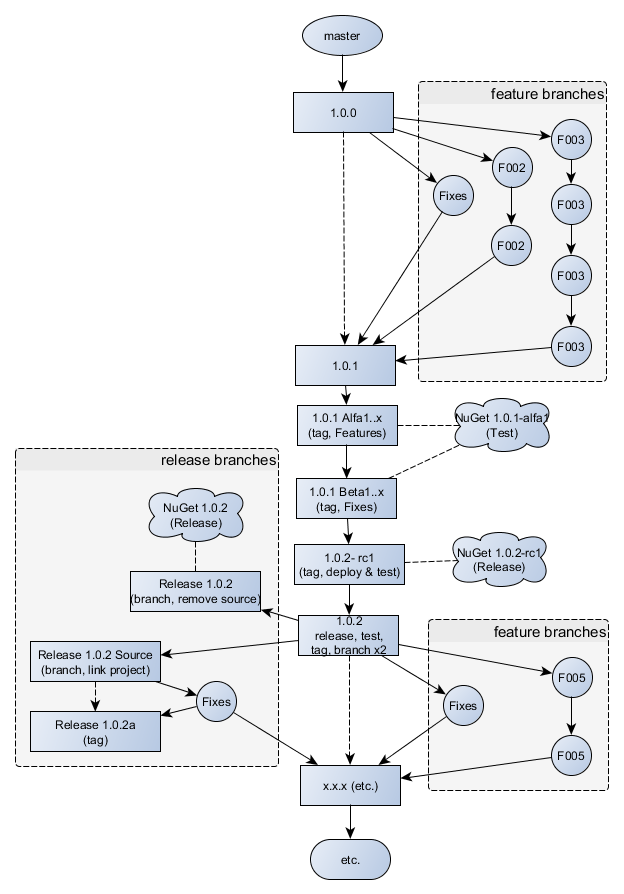 master
feature branches
1.0.0
F003
F002
Fixes
F003
F002
F003
F003
1.0.1
1.0.1 Alfa1..x
(tag, Features)
NuGet 1.0.1-alfa1
(Test)
release branches
1.0.1 Beta1..x
(tag, Fixes)
NuGet 1.0.2
(Release)
1.0.2- rc1
(tag, deploy & test)
NuGet 1.0.2-rc1
(Release)
Release 1.0.2
(branch, remove source)
1.0.2
release, test,
tag, branch x2
feature branches
Release 1.0.2 Source
(branch, link project)
F005
Fixes
Fixes
Release 1.0.2a
(tag)
F005
x.x.x (etc.)
etc.